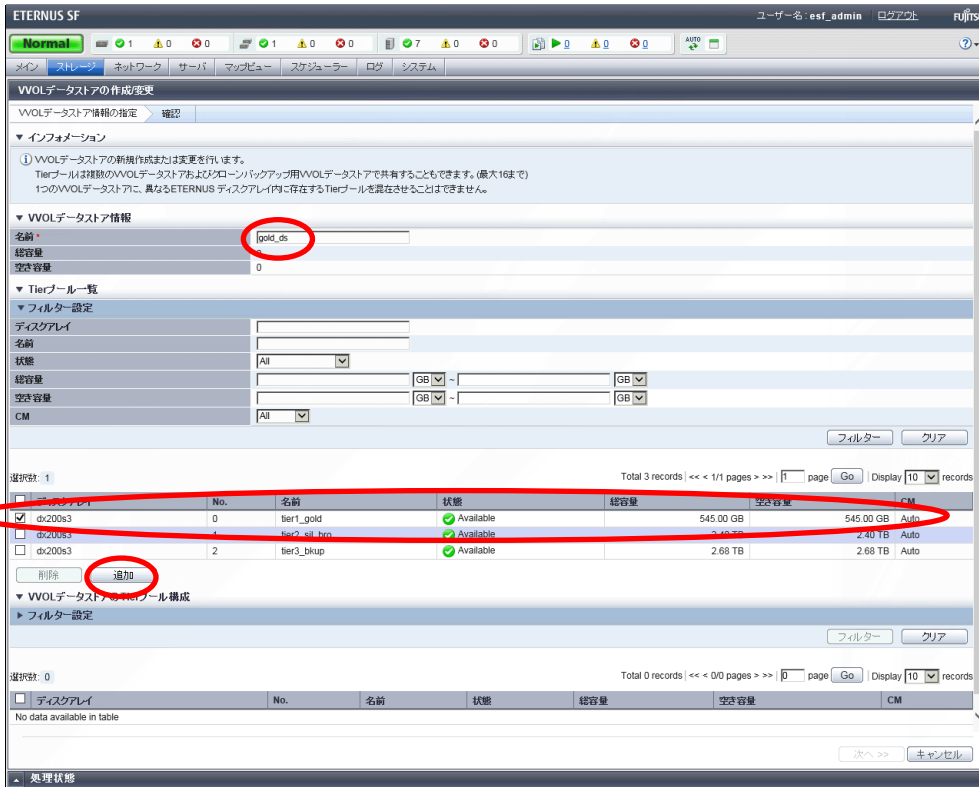 ETERNUS SF ユーザー名 : esf_admin ログアウト
Normal 1 0 0 1 0 0 7 0 0 0 0 0 AUTO
メイン ストレージ ネットワーク サーバ マップビュー スケジューラー ログ システム
VVOLデータストアの作成/変更
VVOLデータストア情報の指定 確認
▼ インフォメーション
VVOLデータストアの新規作成または変更を行います。
Tierプールは複数のVVOLデータストアおよびクローンバックアップ用VVOLデータストアで共有することもできます。(最大16まで)
1つのVVOLデータストアに、異なるETERNUS ディスクアレイ内に存在するTierプールを混在させることはできません。
▼ VVOLデータストア情報
名前 * gold_ds
総容量
空き容量 0
▼ Tierプール一覧
▼ フィルター設定
ディスクアレイ
名前
状態 All
総容量 GB ~ GB
空き容量 GB ~ GB
CM All
フィルター クリア
選択数: 1 Total 3 records | << < 1/1 pages > >> | 1 page Go | Display 10 records
ディスクアレイ No. 名前 状態 総容量 空き容量 CM
dx200s3 0 tier1_gold Available 545.00 GB 545.00 GB Auto
dx200s3 1 tier2_sil_bro Available 2.40 TB 2.40 TB Auto
dx200s3 2 tier3_bkup Available 2.68 TB 2.68 TB Auto
削除 追加
▼ VVOLデータストアのTierプール構成
▶ フィルター設定
フィルター クリア
選択数: 0 Total 0 records | << < 0/0 pages > >> | 0 page Go | Display 10 records
ディスクアレイ No. 名前 状態 総容量 空き容量 CM
No data available in table
次へ >> キャンセル
処理状態